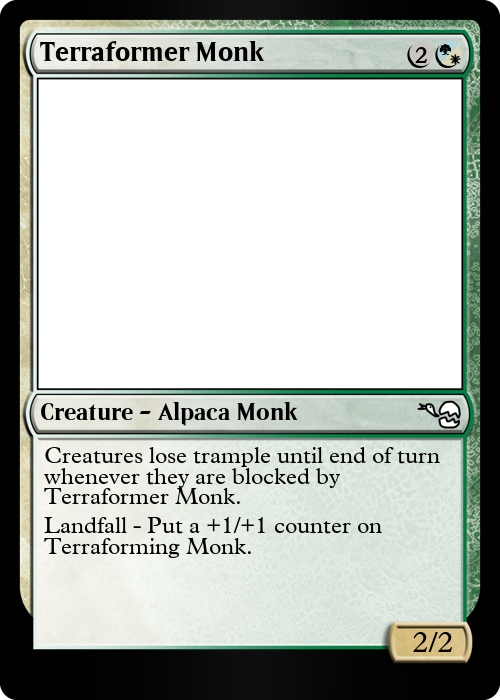 Terraformer Monk 2
Creature – Alpaca Monk
Creatures lose trample until end of turn
whenever they are blocked by
Terraformer Monk.
Landfall - Put a +1/+1 counter on
Terraforming Monk.
2/2